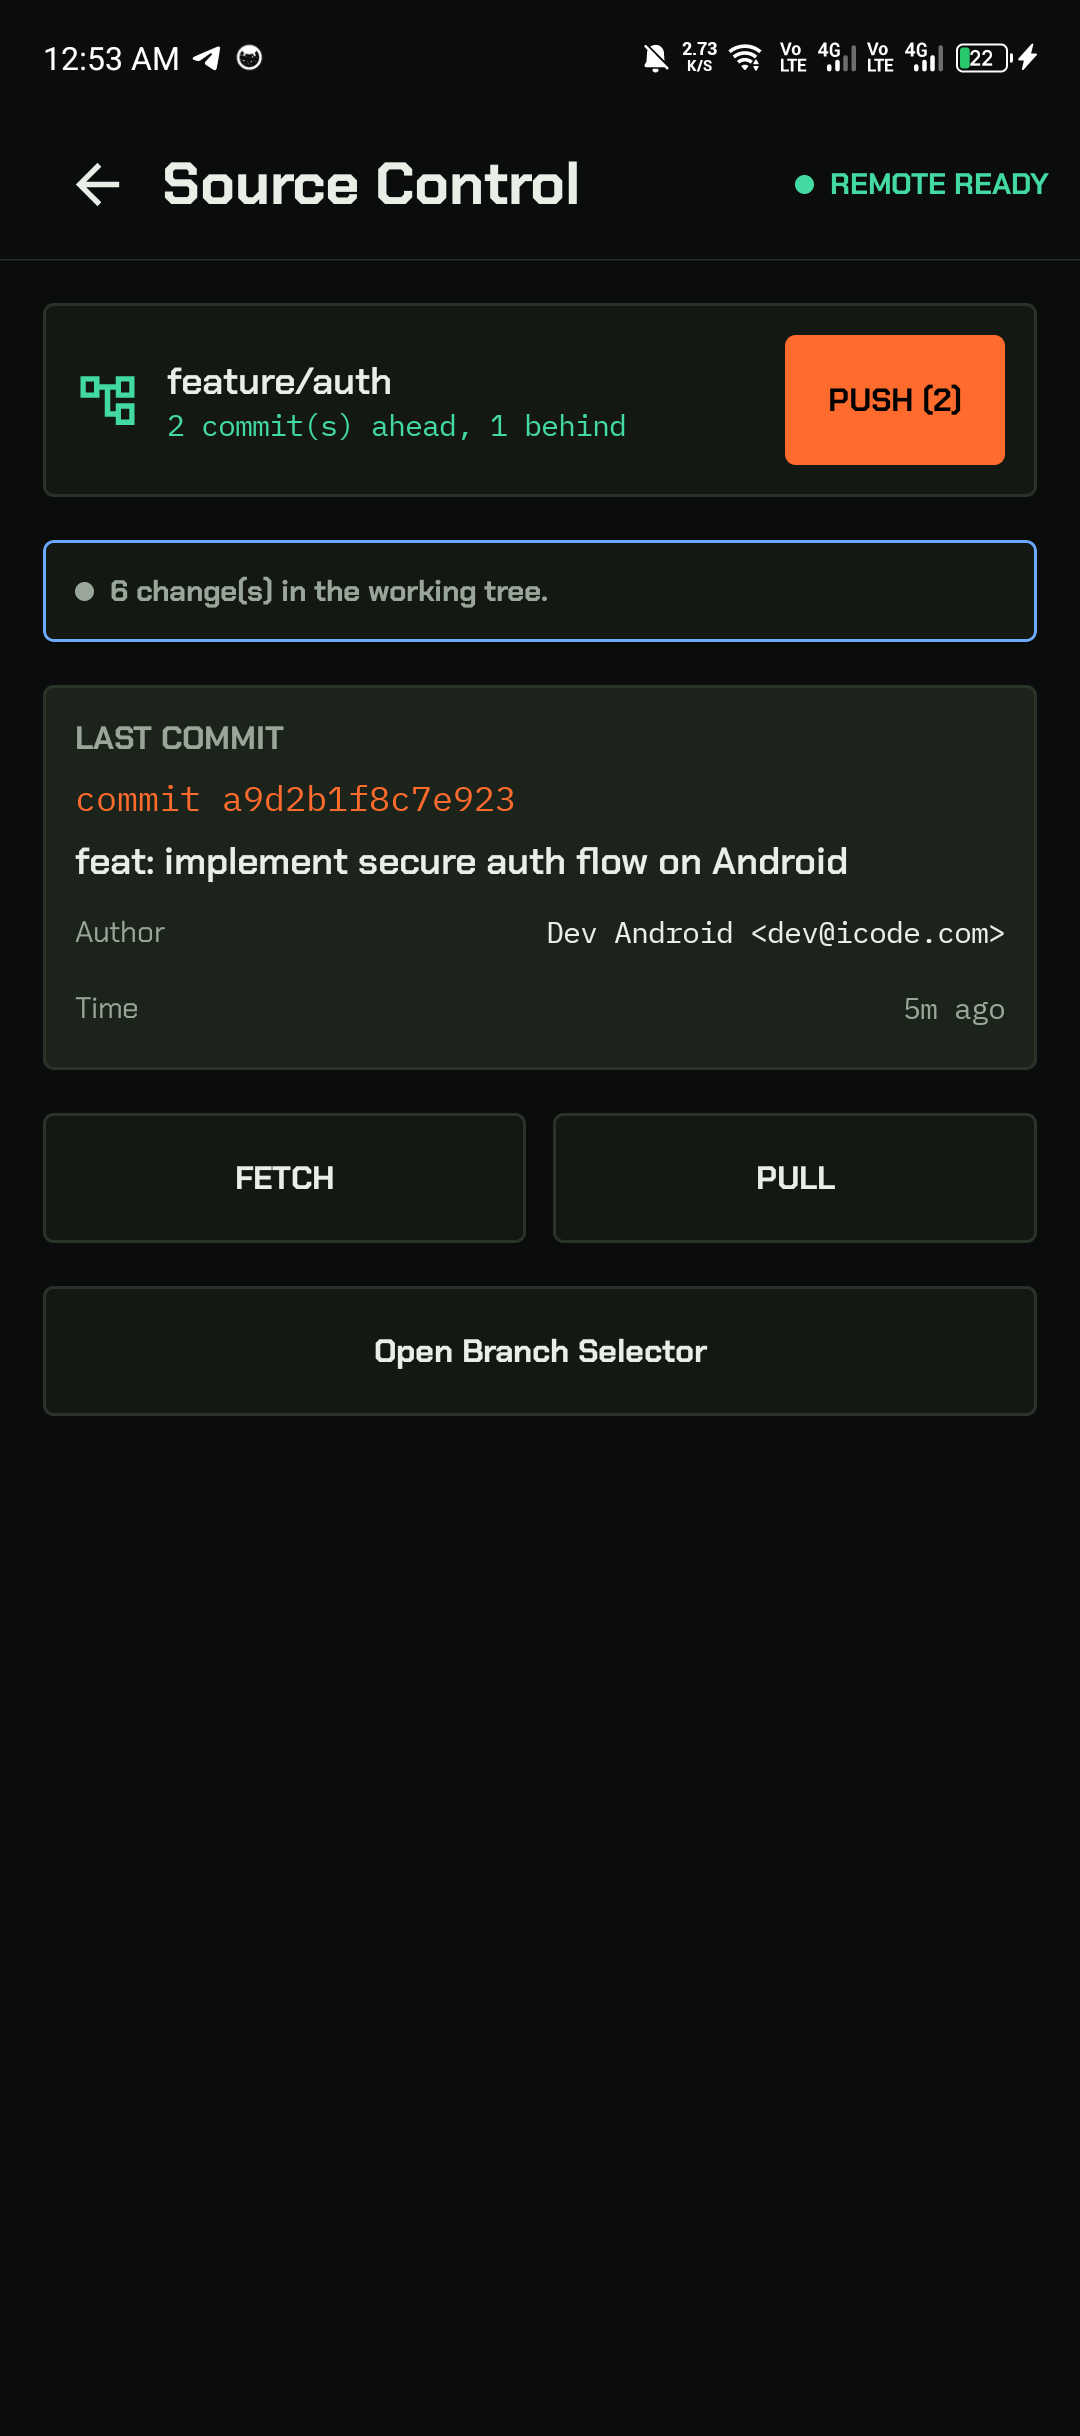 12:53 AM
2.73 K/S
Vo LTE 4G
Vo LTE 4G
22
Source Control
REMOTE READY
feature/auth
2 commit(s) ahead, 1 behind
PUSH (2)
6 change(s) in the working tree.
LAST COMMIT
commit a9d2b1f8c7e923
feat: implement secure auth flow on Android
Author Dev Android <dev@icode.com>
Time 5m ago
FETCH
PULL
Open Branch Selector